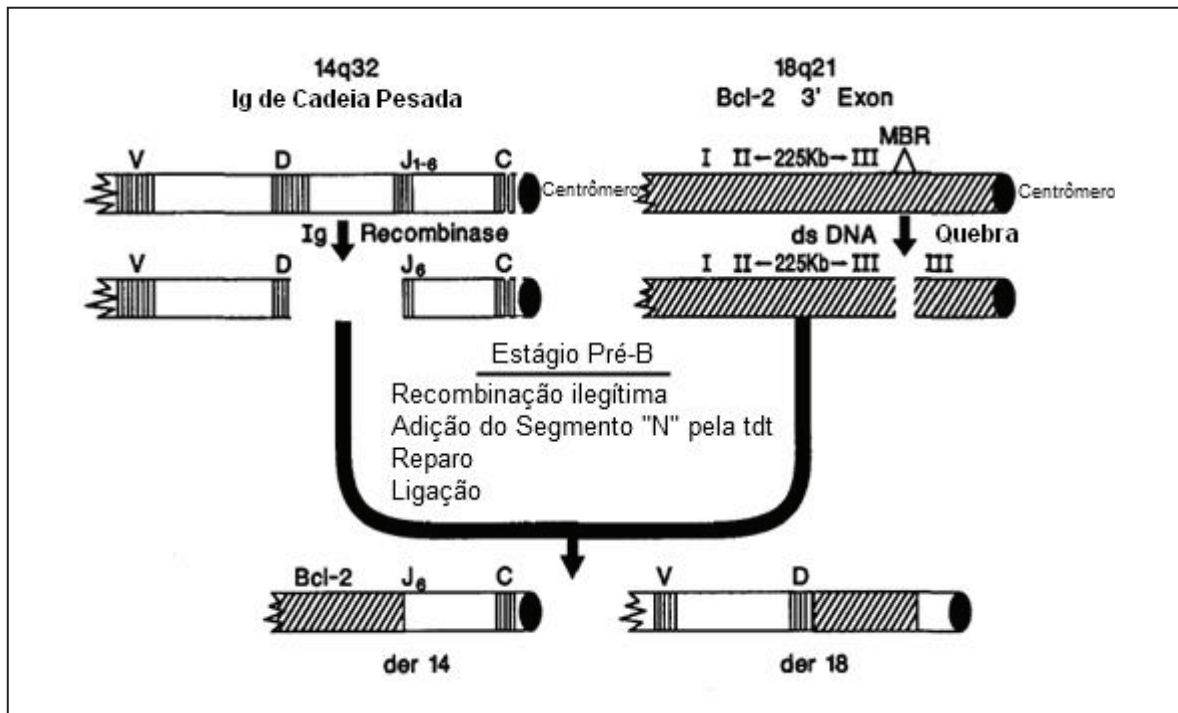 14q32 18q21
Ig de Cadeia Pesada Bcl-2 3' Exon
MBR
I II←225Kb→III
V D J1-6 C
Centrômero Centrômero
Ig Recombinase ds DNA Quebra
V D J6 C I II←225Kb→III III
Estágio Pré-B
Recombinação ilegítima
Adição do Segmento "N" pela tdt
Reparo
Ligação
Bcl-2 J6 C V D
der 14 der 18